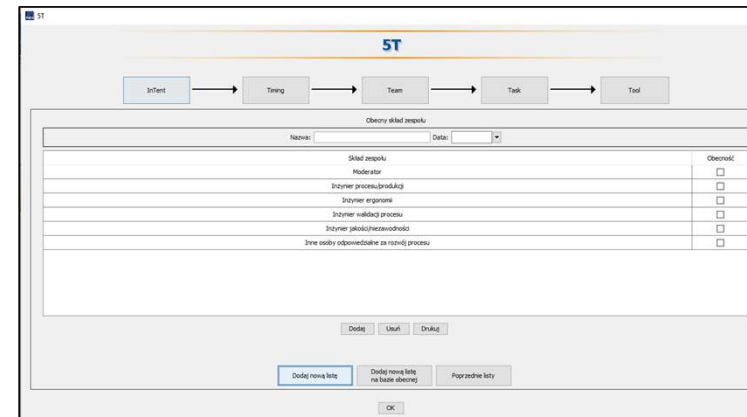 5T
5T
InTent Timing Team Task Tool
Obecny skład zespołu
Nazwa: Data:
Skład zespołu Obecność
Moderator
Inżynier procesu/produkcji
Inżynier ergonomii
Inżynier walidacji procesu
Inżynier jakości/niezawodności
Inne osoby odpowiedzialne za rozwój procesu
Dodaj Usuń Drukuj
Dodaj nową listę
Dodaj nową listę
na bazie obecnej
Poprzednie listy
OK